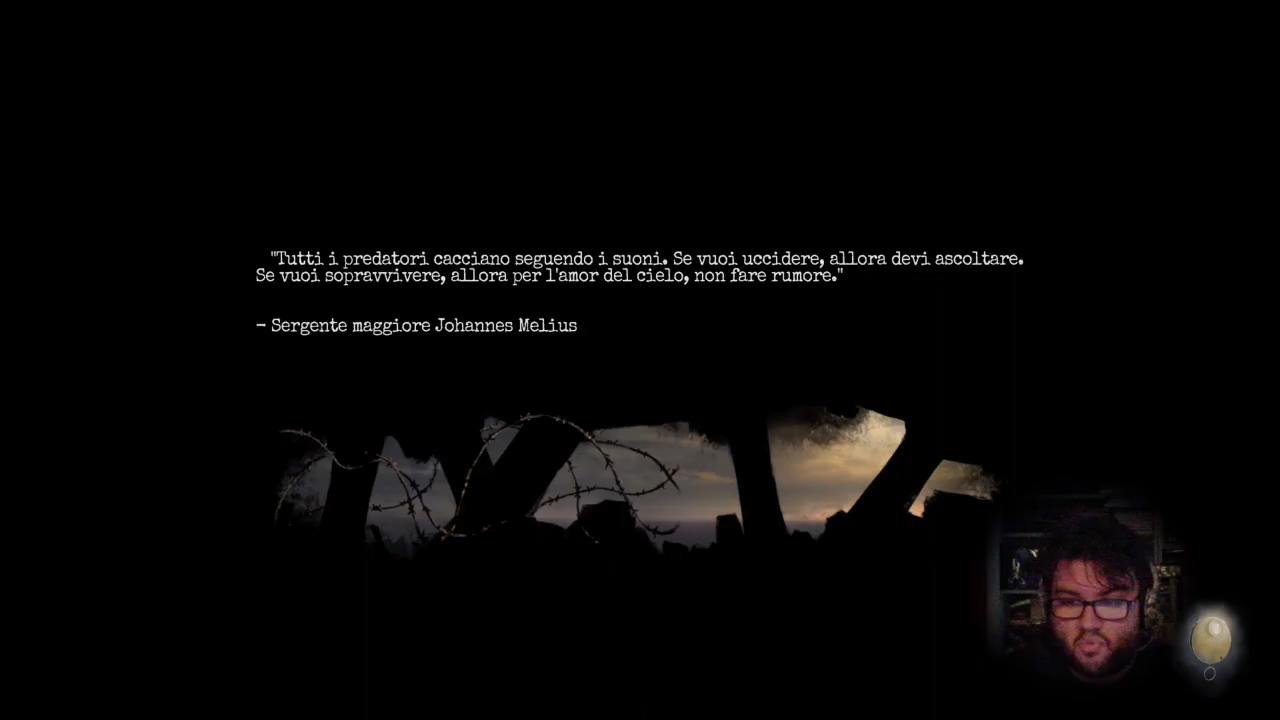 "Tutti i predatori cacciano seguendo i suoni. Se vuoi uccidere, allora devi ascoltare.
Se vuoi sopravvivere, allora per l'amor del cielo, non fare rumore."
- Sergente maggiore Johannes Melius